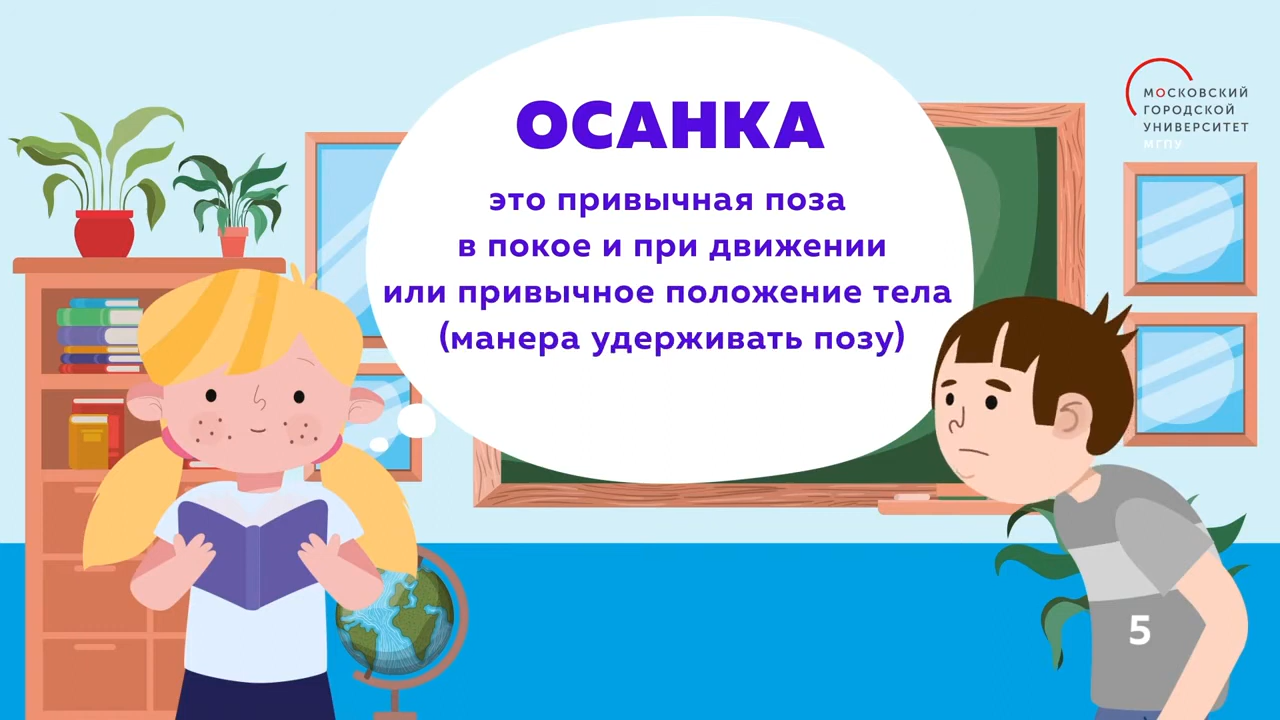 ОСАНКА
это привычная поза
в покое и при движении
или привычное положение тела
(манера удерживать позу)
МОСКОВСКИЙ
ГОРОДСКОЙ
УНИВЕРСИТЕТ
МГПУ
5